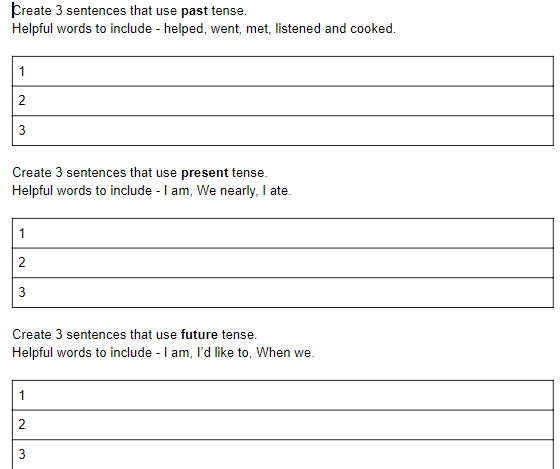 Create 3 sentences that use past tense.
Helpful words to include - helped, went, met, listened and cooked.
1
2
3
Create 3 sentences that use present tense.
Helpful words to include - I am, We nearly, I ate.
1
2
3
Create 3 sentences that use future tense.
Helpful words to include - I am, I'd like to, When we.
1
2
3